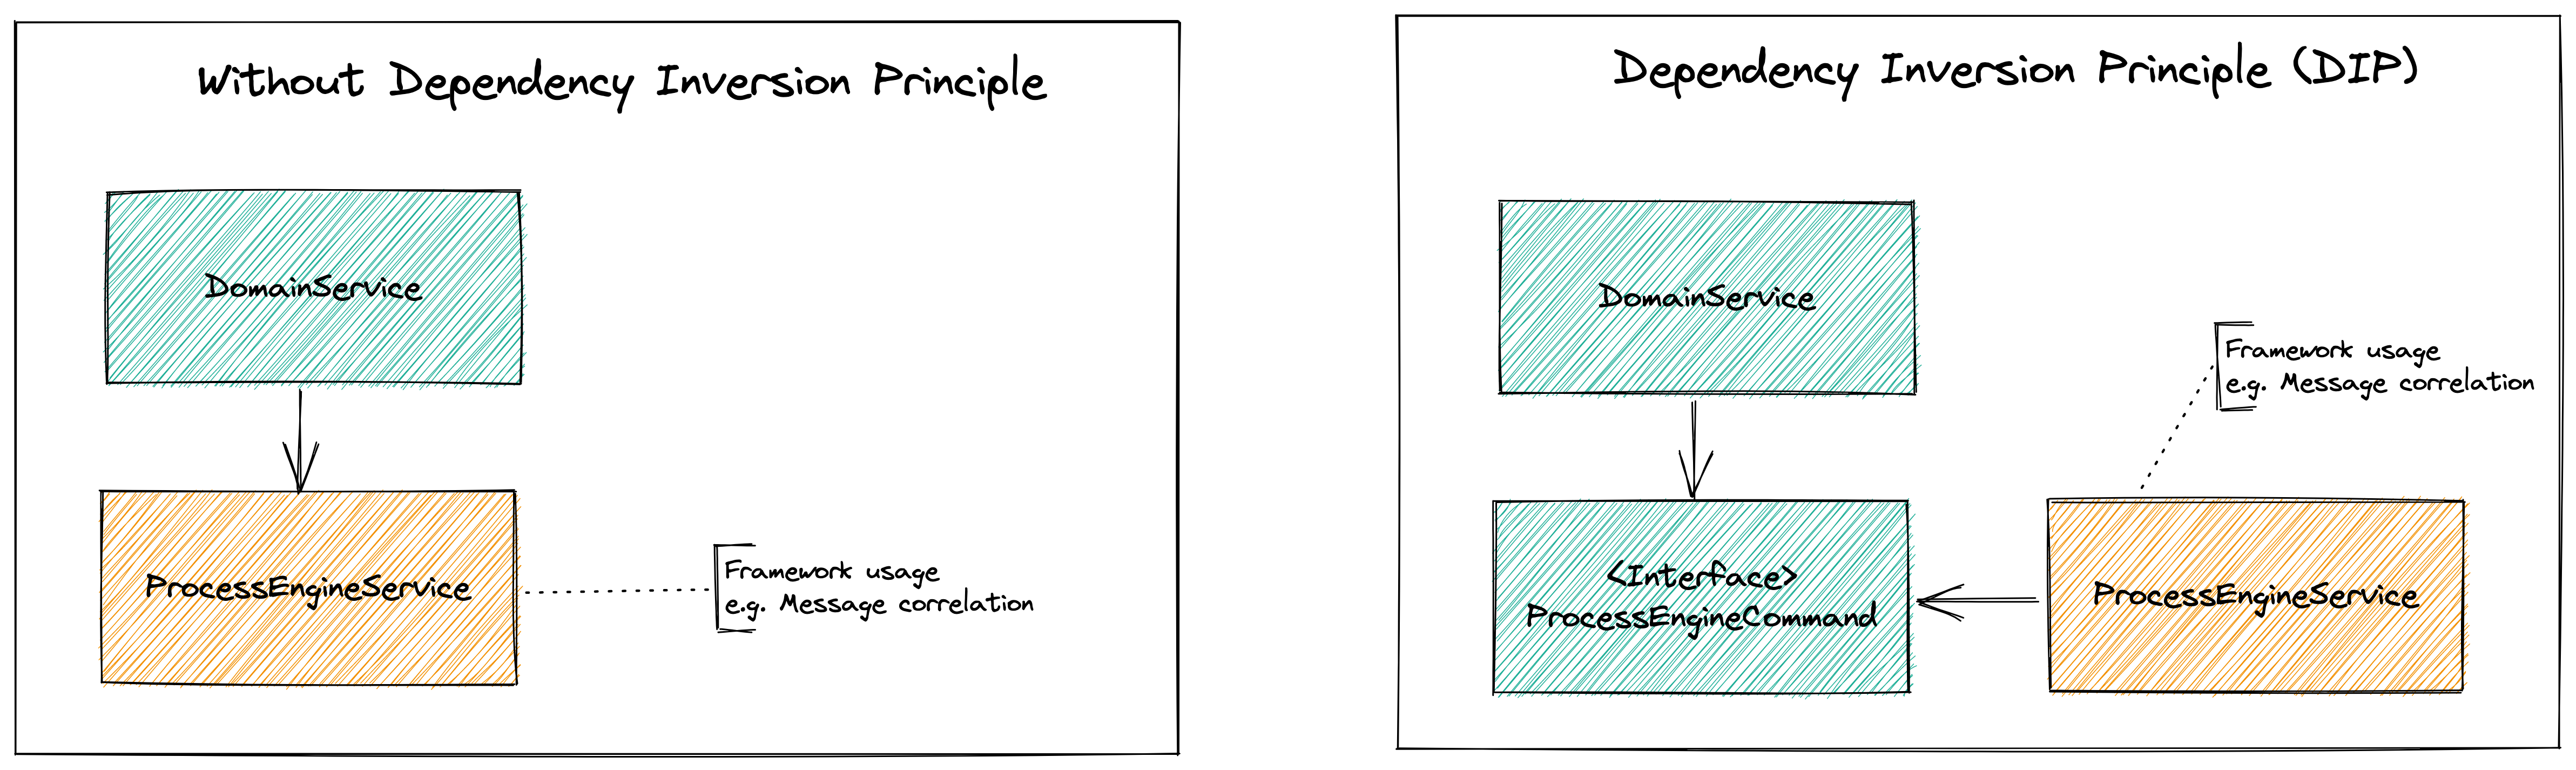 Without Dependency Inversion Principle
DomainService
ProcessEngineService
Framework usage
e.g. Message correlation
Dependency Inversion Principle (DIP)
DomainService
Framework usage
e.g. Message correlation
<Interface>
ProcessEngineCommand
ProcessEngineService